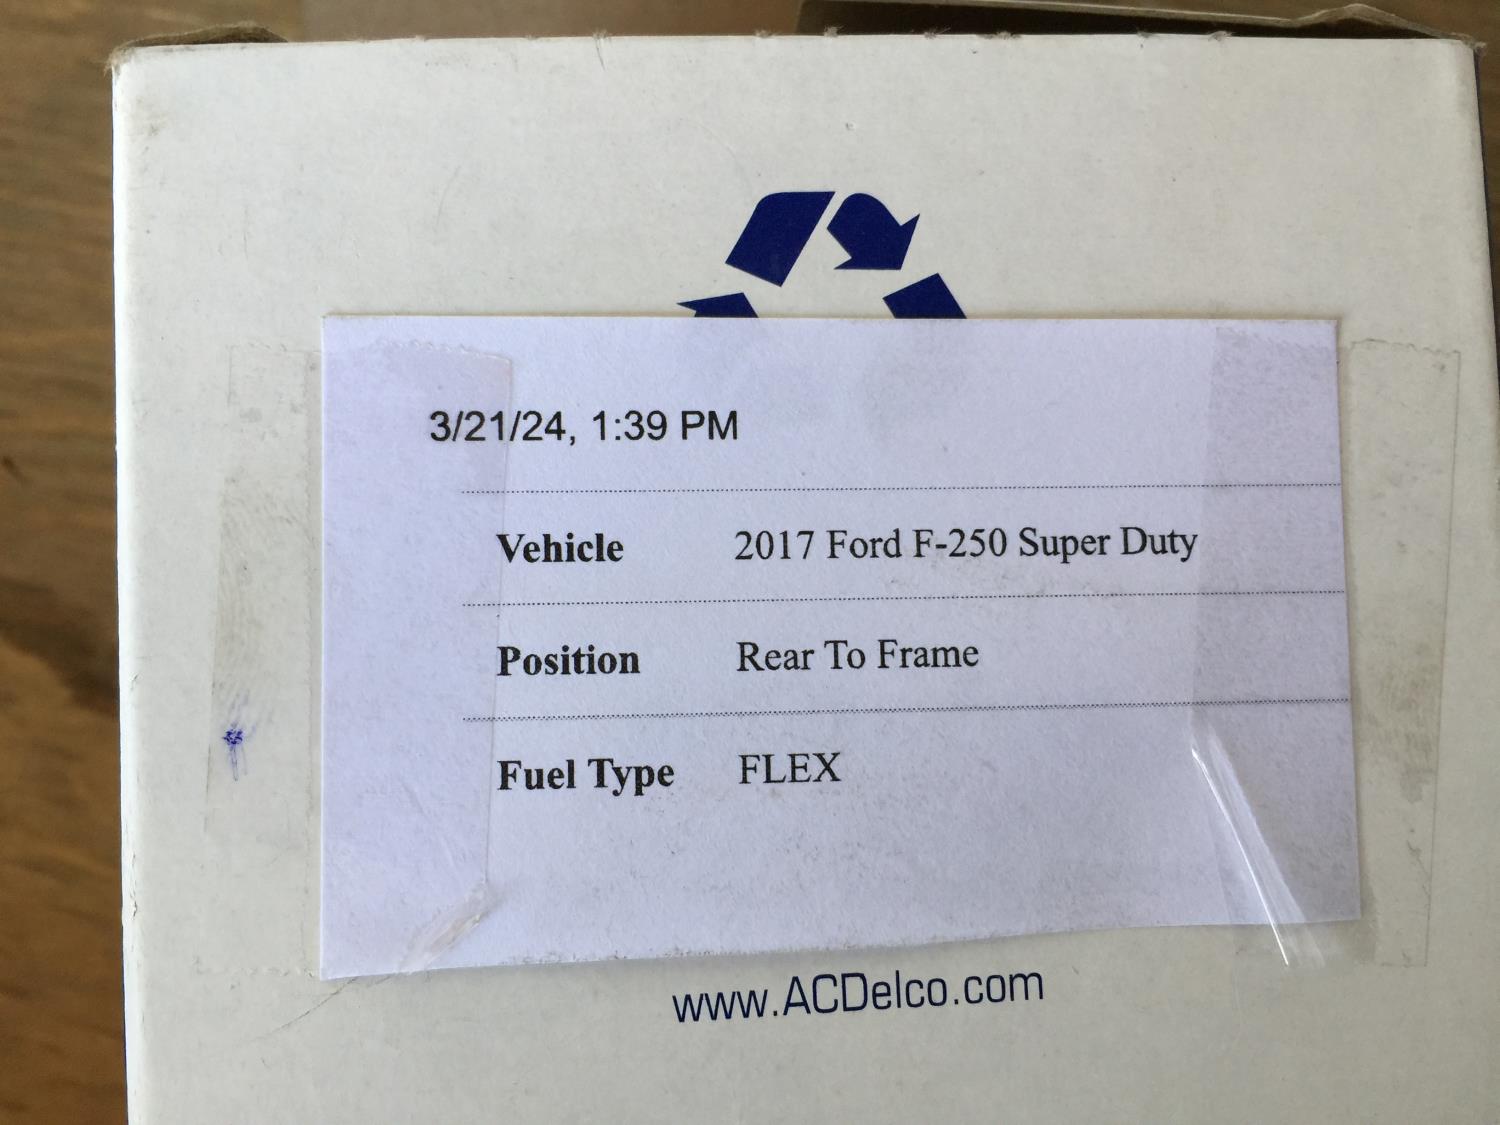 3/21/24, 1:39 PM
Vehicle 2017 Ford F-250 Super Duty
Position Rear To Frame
Fuel Type FLEX
www.ACDelco.com